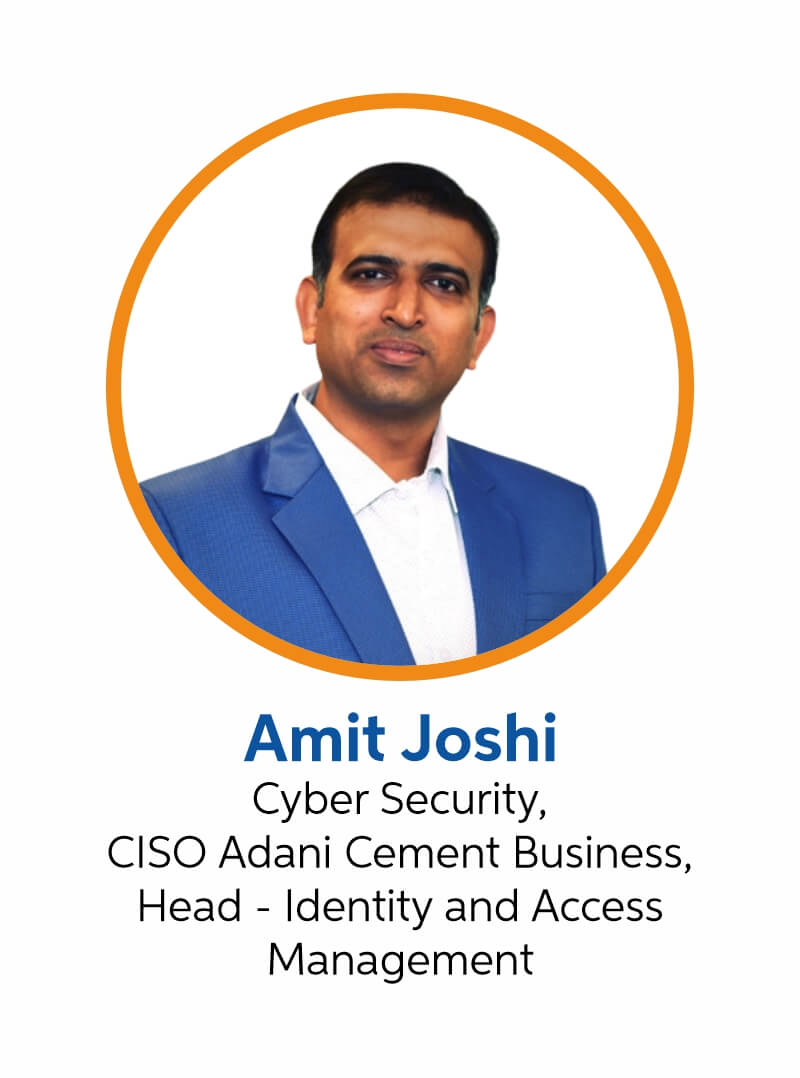 Amit Joshi
Cyber Security,
CISO Adani Cement Business,
Head - Identity and Access
Management